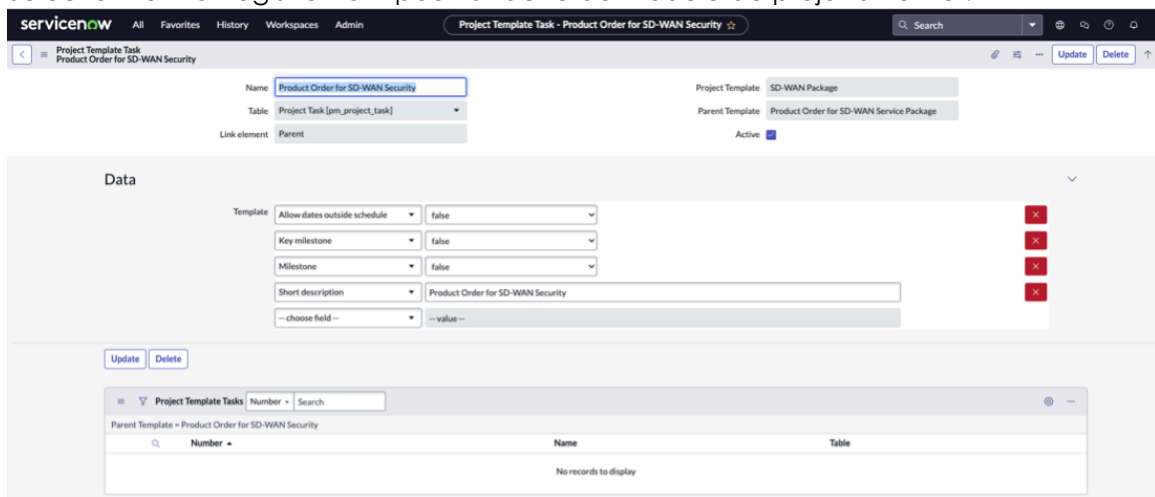 servicenow All Favorites History Workspaces Admin Project Template Task - Product Order for SD-WAN Security Search
Project Template Task
Product Order for SD-WAN Security
Update Delete
Name Product Order for SD-WAN Security Project Template SD-WAN Package
Table Project Task [pm_project_task] Parent Template Product Order for SD-WAN Service Package
Link element Parent Active
Data
Template Allow dates outside schedule false
Key milestone false
Milestone false
Short description Product Order for SD-WAN Security
-- choose field -- -- value --
Update Delete
Project Template Tasks Number Search
Parent Template = Product Order for SD-WAN Security
Number Name Table
No records to display